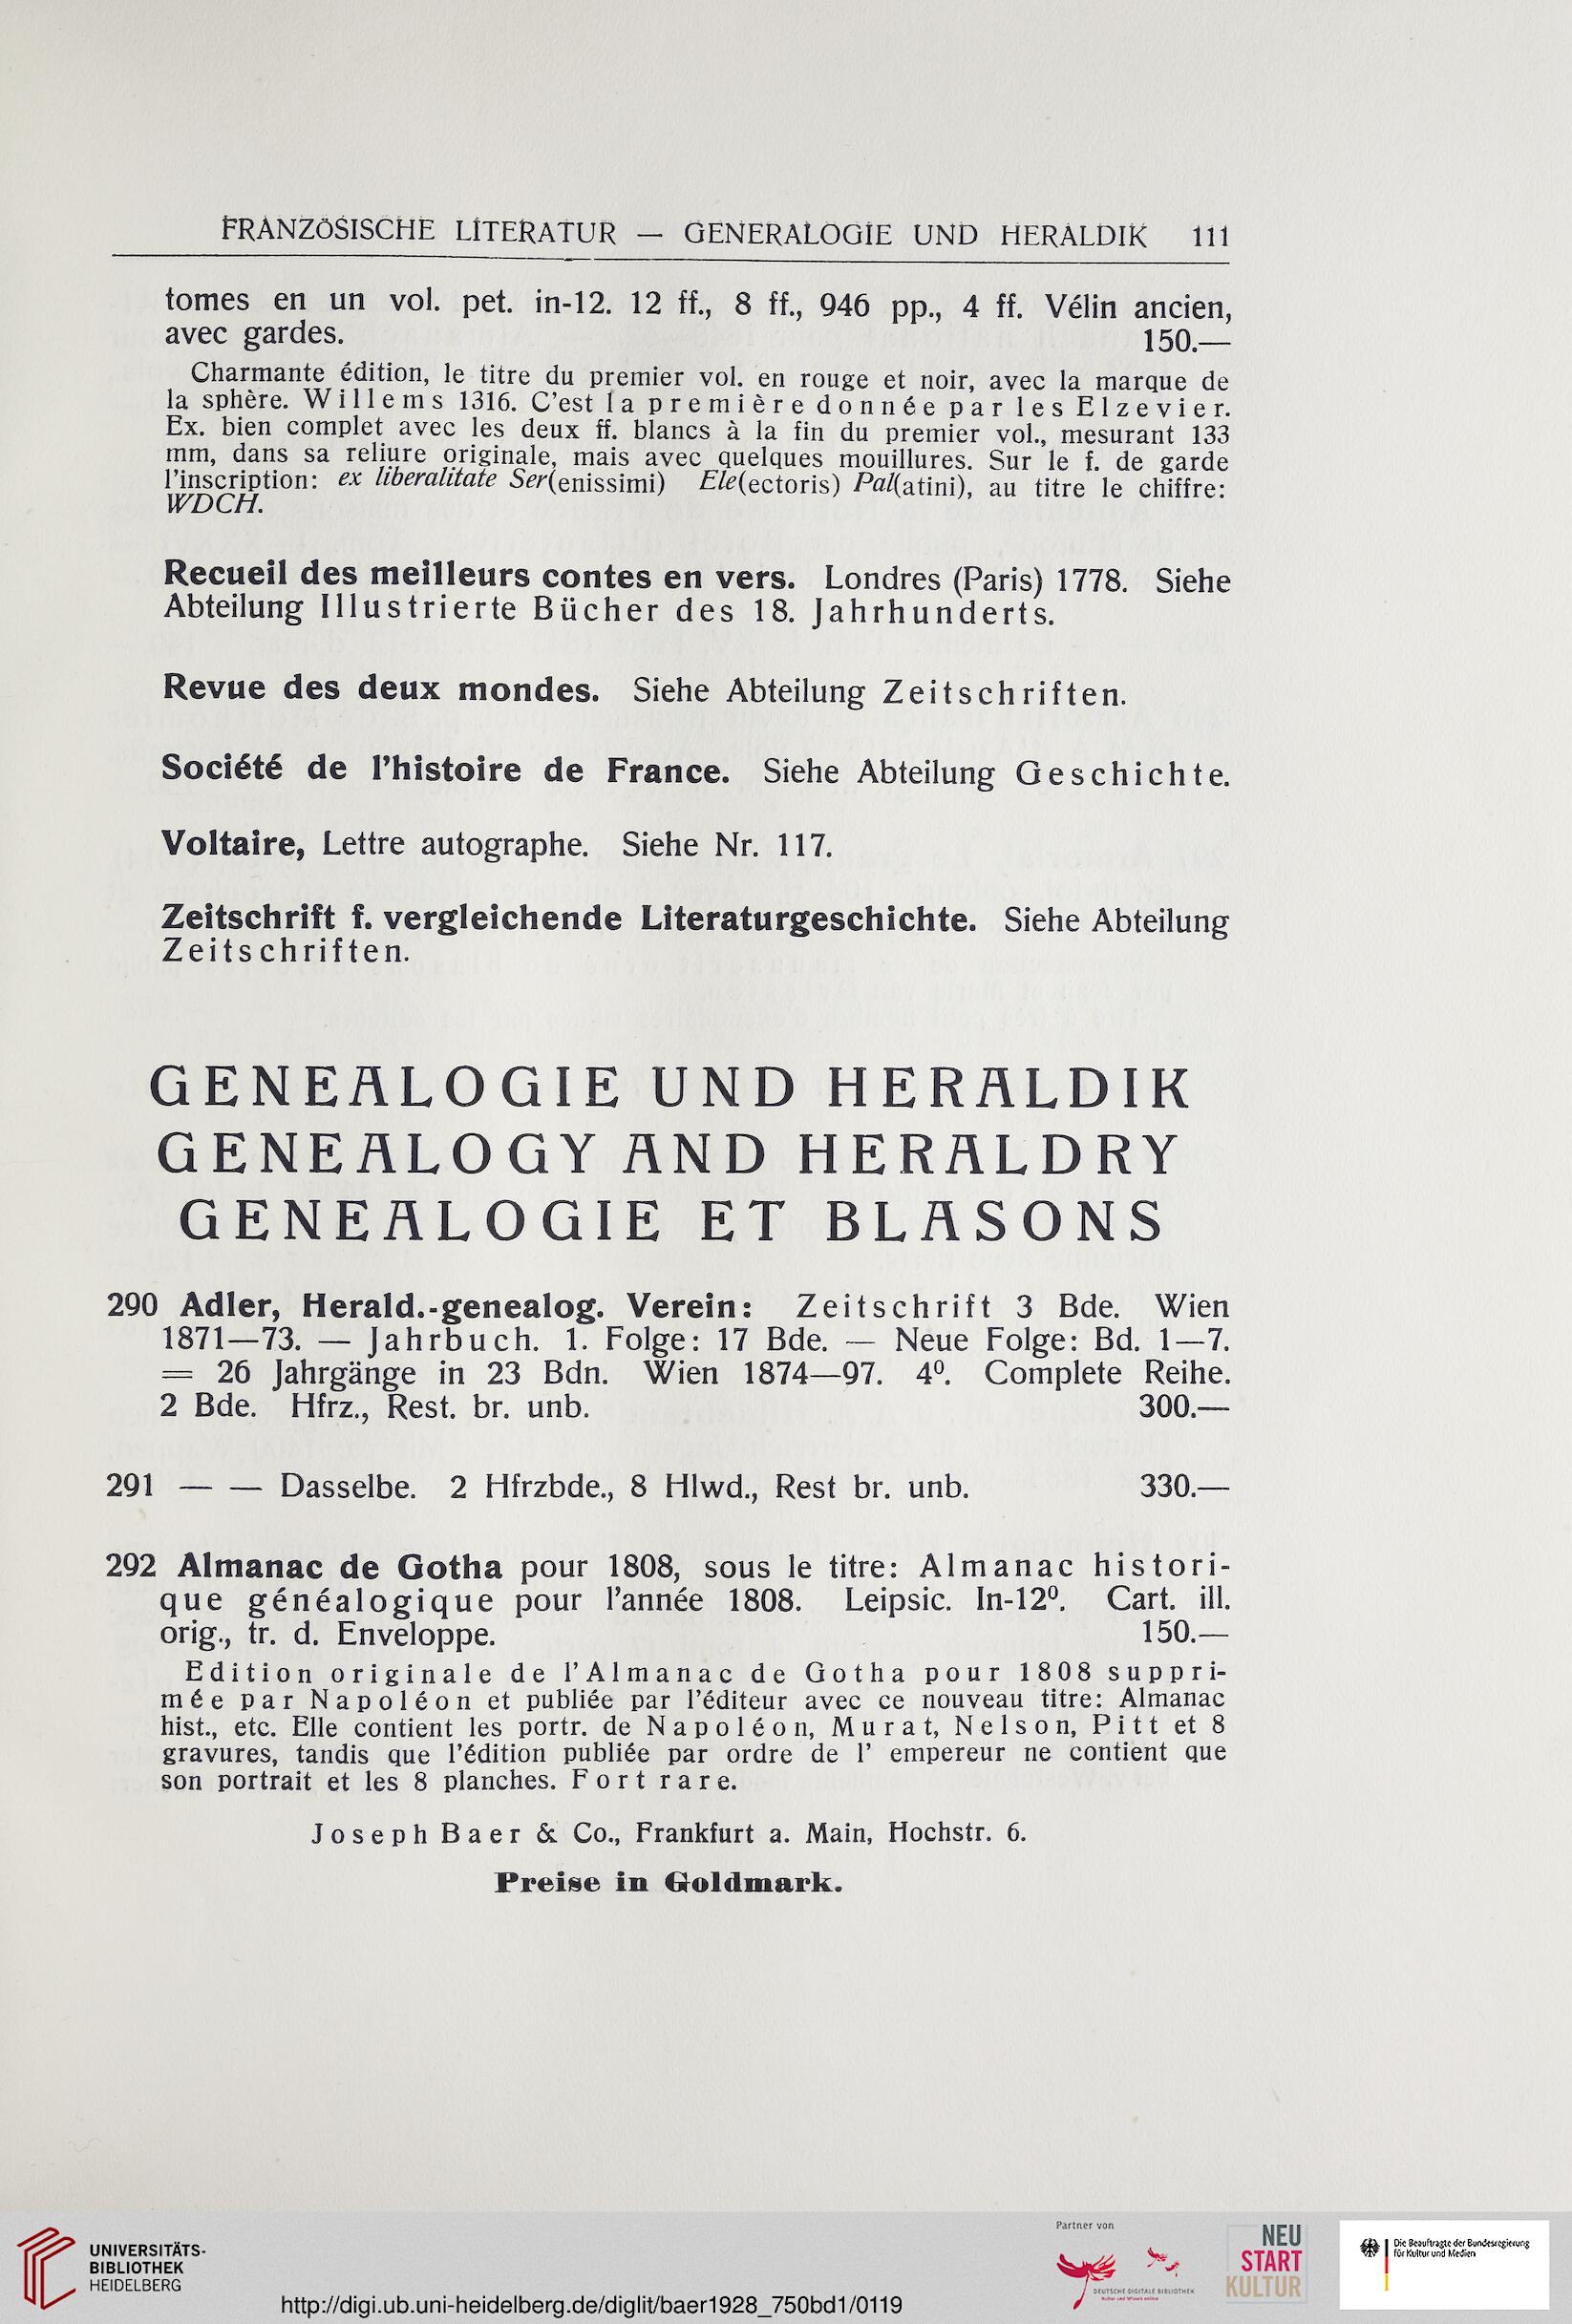 FRANZÖSISCHE LITERATUR — GENERALOGIE UND HERALDIK 111
tomes en un vol. pet. in-12. 12 ff., 8 ff., 946 pp., 4 ff. Vélin ancien,
avec gardes. 150.—
Charmante édition, le titre du premier vol. en rouge et noir, avec la marque de
la sphère. Willems 1316. C'est la première donnée par les Elzevier.
Ex. bien complet avec les deux ff. blancs à la fin du premier vol., mesurant 133
mm, dans sa reliure originale, mais avec quelques mouillures. Sur le f. de garde
l'inscription: ex liberalitate Ser(enissimi) Ele(ectoris) Pal(atini), au titre le chiffre:
WDCH.
Recueil des meilleurs contes en vers. Londres (Paris) 1778. Siehe
Abteilung Illustrierte Bücher des 18. Jahrhunderts.
Revue des deux mondes. Siehe Abteilung Zeitschriften.
Société de l'histoire de France. Siehe Abteilung Geschichte.
Voltaire, Lettre autographe. Siehe Nr. 117.
Zeitschrift f. vergleichende Literaturgeschichte. Siehe Abteilung
Zeitschriften.
GENEALOGIE UND HERALDIK
GENEALOGY AND HERALDRY
GENEALOGIE ET BLASONS
290 Adler, Herald.-genealog. Verein: Zeitschrift 3 Bde. Wien
1871—73. — Jahrbuch. 1. Folge: 17 Bde. — Neue Folge: Bd. 1—7.
= 26 Jahrgänge in 23 Bdn. Wien 1874—97. 4⁰. Complete Reihe.
2 Bde. Hfrz., Rest. br. unb. 300.—
291 — — Dasselbe. 2 Hfrzbde., 8 Hlwd., Rest br. unb. 330.—
292 Almanac de Gotha pour 1808, sous le titre: Almanac histori-
que généalogique pour l'année 1808. Leipsic. In-12⁰. Cart. ill.
orig., tr. d. Enveloppe. 150.—
Edition originale de l'Almanac de Gotha pour 1808 suppri-
mée par Napoléon et publiée par l'éditeur avec ce nouveau titre: Almanac
hist., etc. Elle contient les portr. de Napoléon, Murat, Nelson, Pitt et 8
gravures, tandis que l'édition publiée par ordre de l' empereur ne contient que
son portrait et les 8 planches. Fort rare.
Joseph Baer & Co., Frankfurt a. Main, Hochstr. 6.
Preise in Goldmark.
UNIVERSITÄTS-
BIBLIOTHEK
HEIDELBERG
http://digi.ub.uni-heidelberg.de/diglit/baer1928_750bd1/0119
Partner von
DEUTSCHE DIGITALE BIBLIOTHEK
Kultur und Wissen online
NEU
START
KULTUR
Die Beauftragte der Bundesregierung
für Kultur und Medien